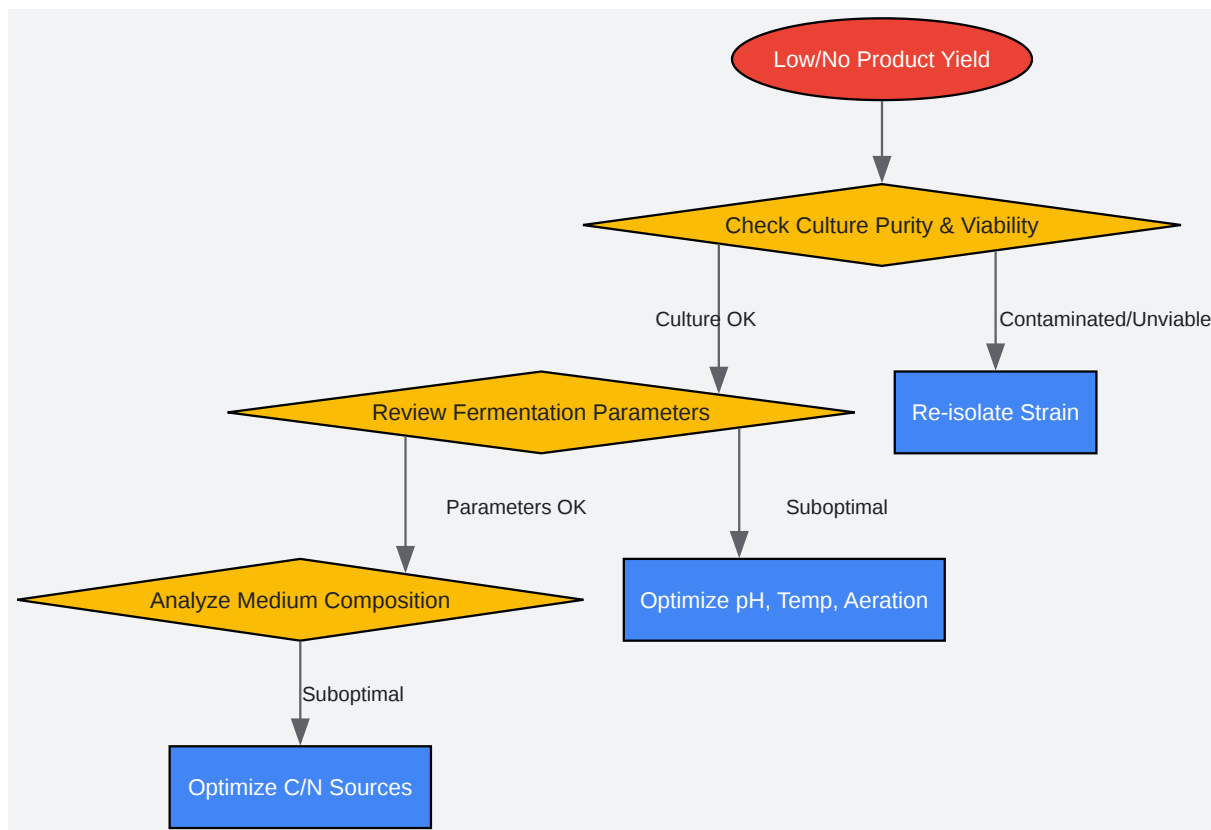 Low/No Product Yield
Check Culture Purity & Viability
Culture OK
Contaminated/Unviable
Review Fermentation Parameters
Re-isolate Strain
Parameters OK
Suboptimal
Analyze Medium Composition
Optimize pH, Temp, Aeration
Suboptimal
Optimize C/N Sources